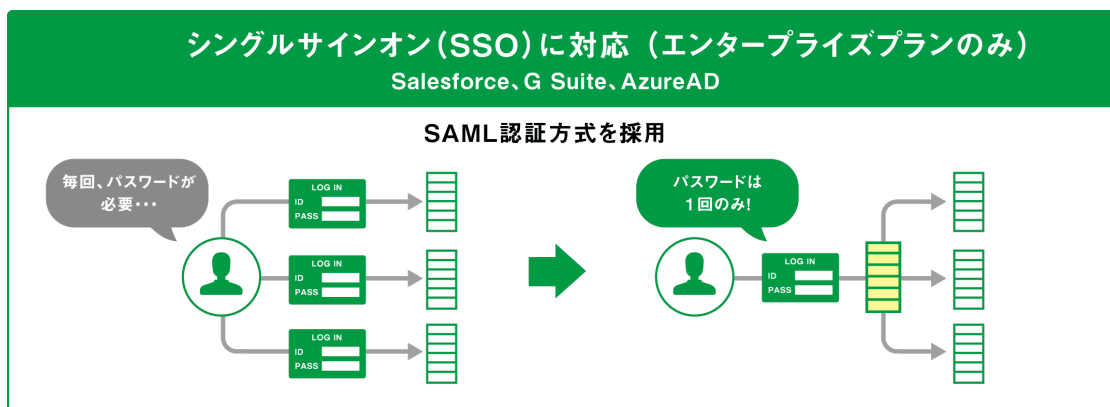 シングルサインオン(SSO)に対応(エンタープライズプランのみ)
Salesforce、G Suite、AzureAD
SAML認証方式を採用
毎回、パスワードが
必要・・・
LOG IN
ID
PASS
LOG IN
ID
PASS
LOG IN
ID
PASS
パスワードは
1回のみ!
LOG IN
ID
PASS